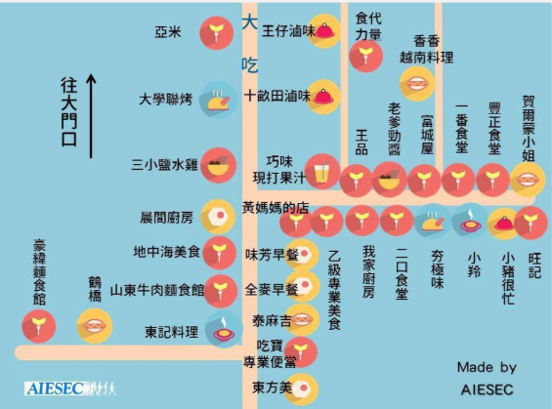 大
吃
往大門口
亞米
大學聯烤
三小鹽水雞
晨間廚房
地中海美食
山東牛肉麵食館
東記料理
豪緯麵食館
鶴橋
王仔滷味
十畝田滷味
巧味
現打果汁
黃媽媽的店
味芳早餐
全麥早餐
泰麻吉
吃寶
專業便當
東方美
食代
力量
香香
越南料理
王品
老爹勁醬
富城屋
一番食堂
豐正食堂
賀爾蒙小姐
乙級專業美食
我家廚房
二口食堂
夯極味
小羚
小豬很忙
旺記
AIESEC
Made by
AIESEC